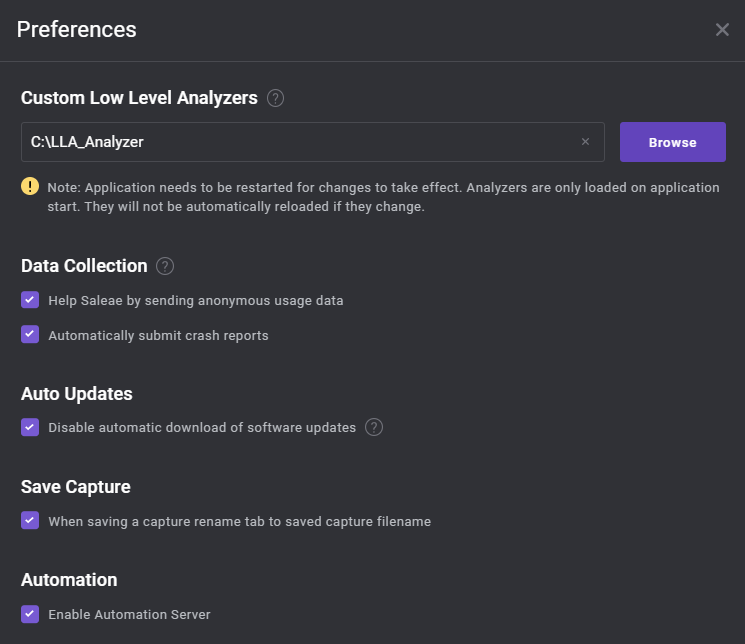 Preferences
Custom Low Level Analyzers
C:\LLA_Analyzer
Browse
Note: Application needs to be restarted for changes to take effect. Analyzers are only loaded on application
start. They will not be automatically reloaded if they change.
Data Collection
Help Saleae by sending anonymous usage data
Automatically submit crash reports
Auto Updates
Disable automatic download of software updates
Save Capture
When saving a capture rename tab to saved capture filename
Automation
Enable Automation Server